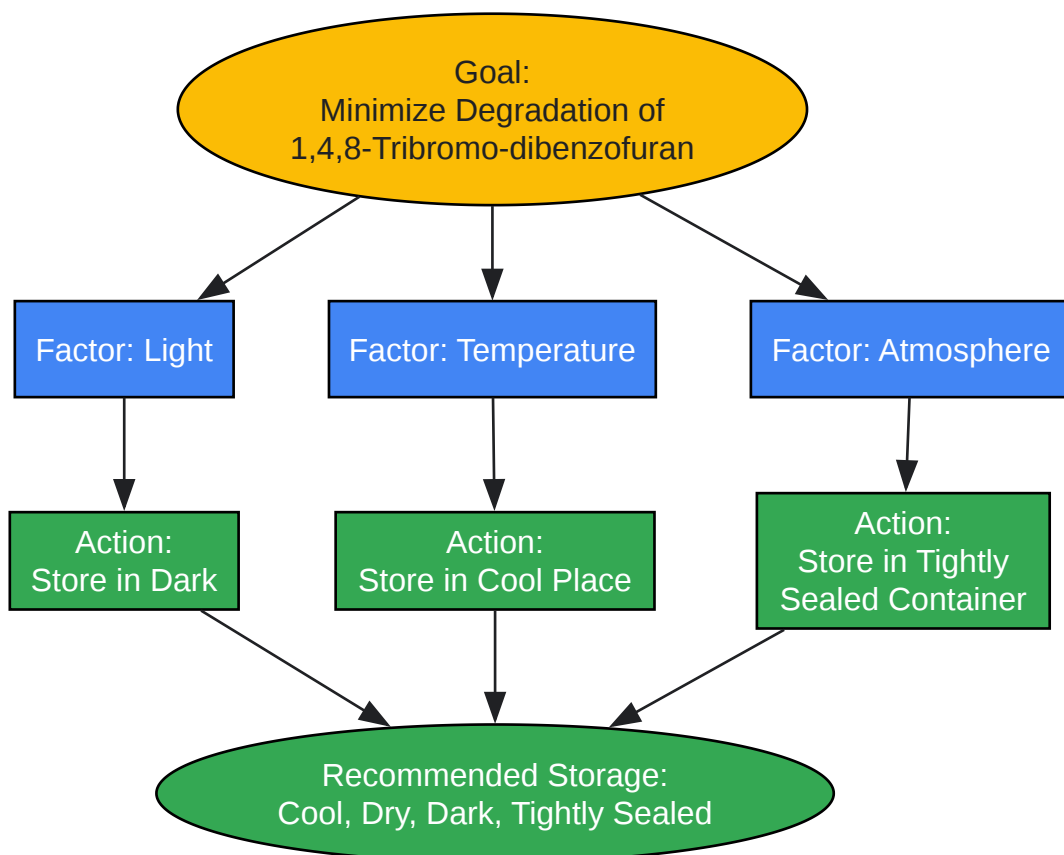 Goal:
Minimize Degradation of
1,4,8-Tribromo-dibenzofuran
Factor: Light
Factor: Temperature
Factor: Atmosphere
Action:
Store in Dark
Action:
Store in Cool Place
Action:
Store in Tightly
Sealed Container
Recommended Storage:
Cool, Dry, Dark, Tightly Sealed